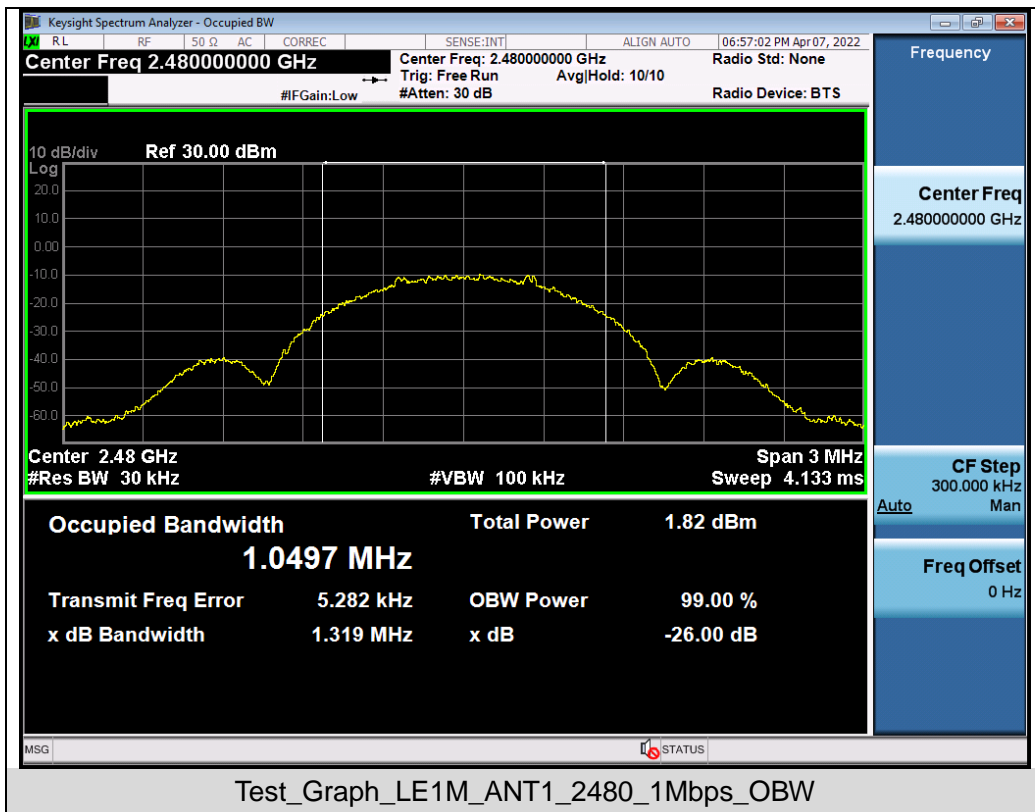 Keysight Spectrum Analyzer - Occupied BW
LXI RL RF 50 Ω AC CORREC SENSE:INT ALIGN AUTO 06:57:02 PM Apr 07, 2022
Center Freq 2.480000000 GHz
Center Freq: 2.480000000 GHz
Radio Std: None
Trig: Free Run Avg|Hold: 10/10
#IFGain:Low
#Atten: 30 dB
Radio Device: BTS
10 dB/div Ref 30.00 dBm
Log
20.0
10.0
0.00
-10.0
-20.0
-30.0
-40.0
-50.0
-60.0
Center 2.48 GHz
Span 3 MHz
#Res BW 30 kHz
#VBW 100 kHz
Sweep 4.133 ms
Occupied Bandwidth
Total Power 1.82 dBm
1.0497 MHz
Transmit Freq Error 5.282 kHz
OBW Power 99.00 %
x dB Bandwidth 1.319 MHz
x dB -26.00 dB
Frequency
Center Freq
2.480000000 GHz
CF Step
300.000 kHz
Auto Man
Freq Offset
0 Hz
MSG
STATUS
Test_Graph_LE1M_ANT1_2480_1Mbps_OBW